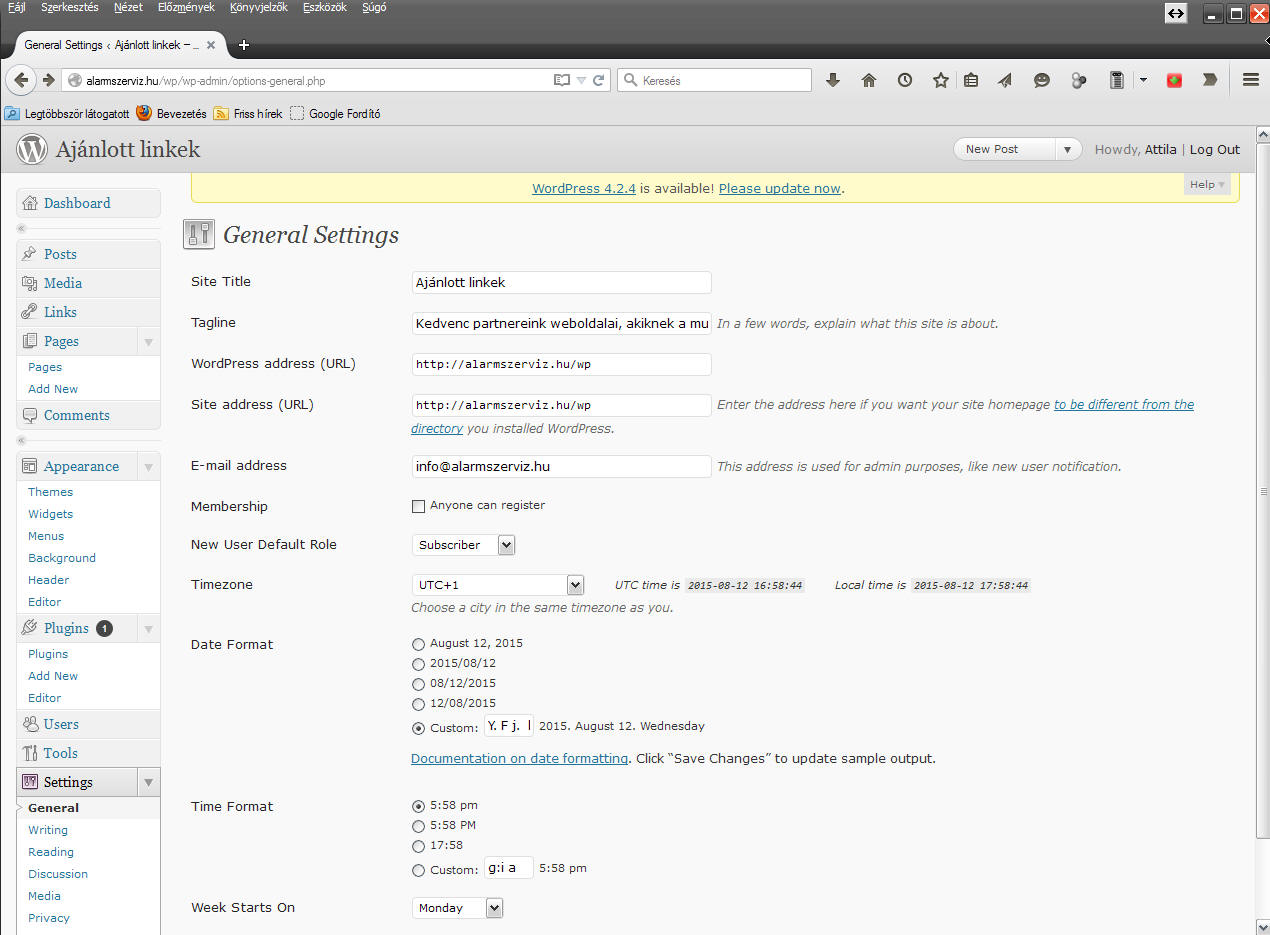 Fájl Szerkesztés Nézet Előzmények Könyvjelzők Eszközök Súgó
General Settings ‹ Ajánlott linkek — ...
alarmszerviz.hu/wp/wp-admin/options-general.php Keresés
Legtöbbször látogatott Bevezetés Friss hírek Google Fordító
Ajánlott linkek New Post Howdy, Attila | Log Out
WordPress 4.2.4 is available! Please update now. Help
Dashboard
General Settings
Posts
Media
Links
Pages
Pages
Add New
Comments
Appearance
Themes
Widgets
Menus
Background
Header
Editor
Plugins 1
Plugins
Add New
Editor
Users
Tools
Settings
General
Writing
Reading
Discussion
Media
Privacy
Site Title Ajánlott linkek
Tagline Kedvenc partnereink weboldalai, akiknek a mu In a few words, explain what this site is about.
WordPress address (URL) http://alarmszerviz.hu/wp
Site address (URL) http://alarmszerviz.hu/wp Enter the address here if you want your site homepage to be different from the
directory you installed WordPress.
E-mail address info@alarmszerviz.hu This address is used for admin purposes, like new user notification.
Membership Anyone can register
New User Default Role Subscriber
Timezone UTC+1 UTC time is 2015-08-12 16:58:44 Local time is 2015-08-12 17:58:44
Choose a city in the same timezone as you.
Date Format August 12, 2015
2015/08/12
08/12/2015
12/08/2015
Custom: Y. F j. l 2015. August 12. Wednesday
Documentation on date formatting. Click “Save Changes” to update sample output.
Time Format 5:58 pm
5:58 PM
17:58
Custom: g:i a 5:58 pm
Week Starts On Monday